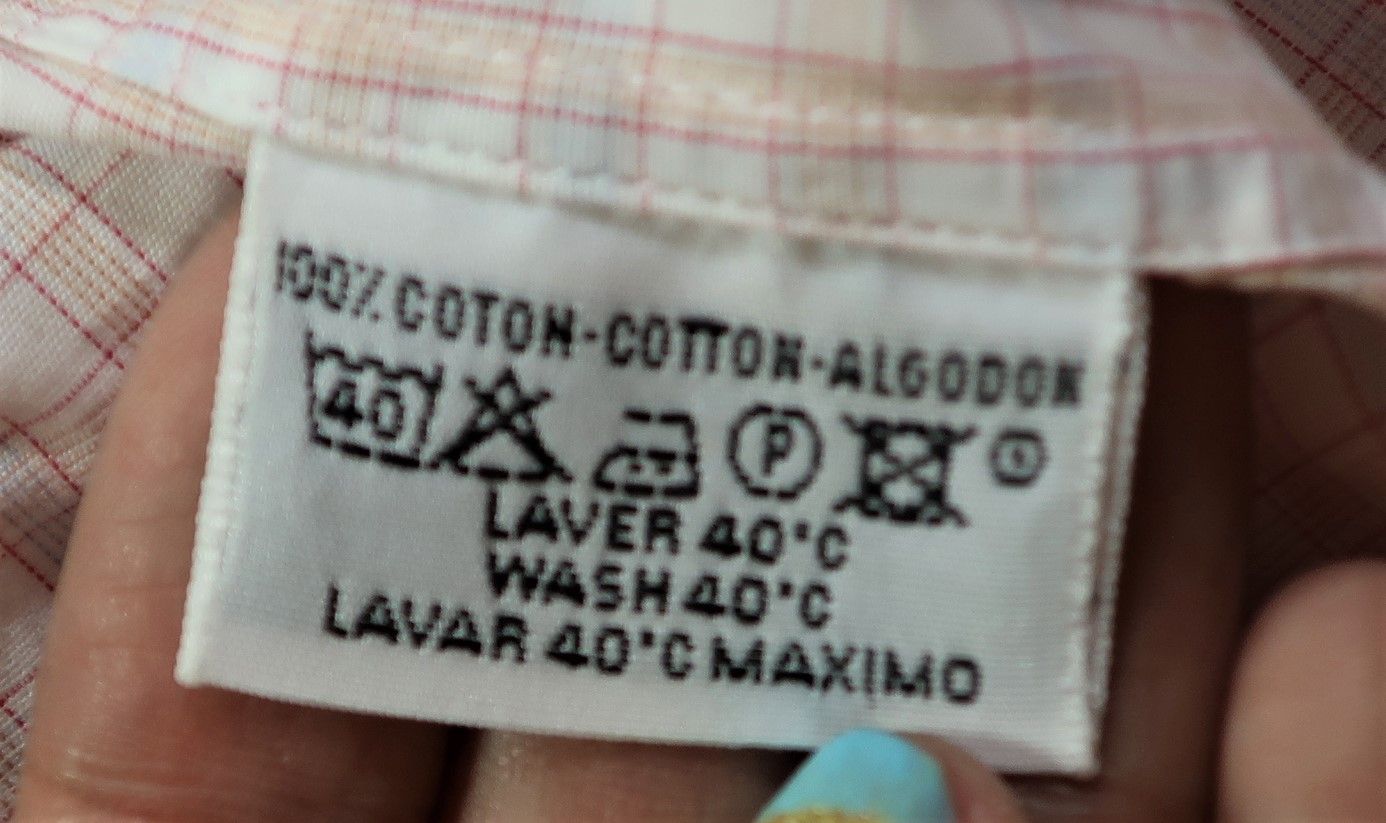 100% COTON-COTTON-ALGODON
40 P
LAVER 40°C
WASH 40°C
LAVAR 40°C MAXIMO